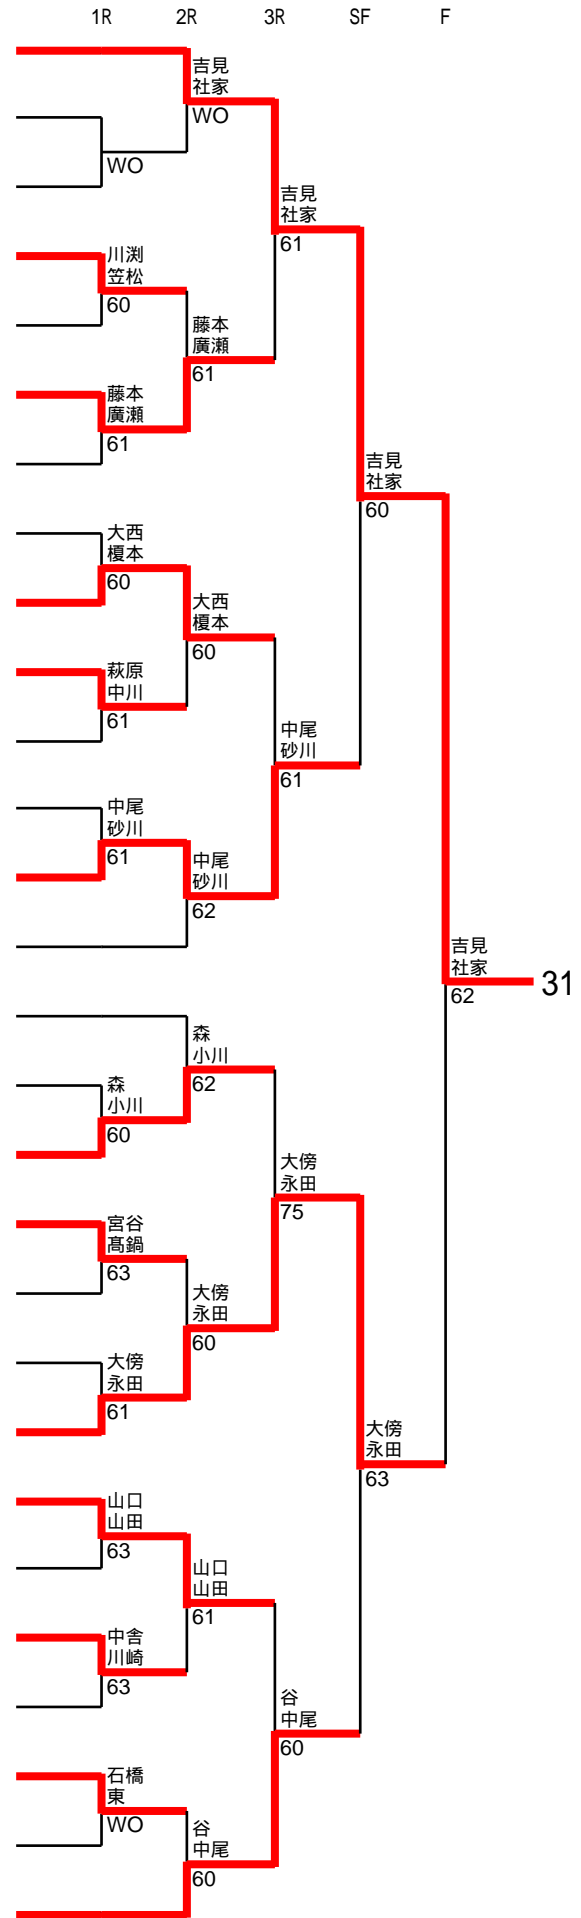 1R 2R 3R SF F
吉見
社家
WO
WO
吉見
社家
61
川渕
笠松
60
藤本
廣瀬
61
藤本
廣瀬
61
吉見
社家
60
大西
榎本
60
大西
榎本
60
萩原
中川
61
中尾
砂川
61
中尾
砂川
61
中尾
砂川
62
吉見
社家
62
31
森
小川
62
森
小川
60
大傍
永田
75
宮谷
髙鍋
63
大傍
永田
60
大傍
永田
61
大傍
永田
63
山口
山田
63
山口
山田
61
中舎
川崎
63
谷
中尾
60
石橋
東
WO
谷
中尾
60